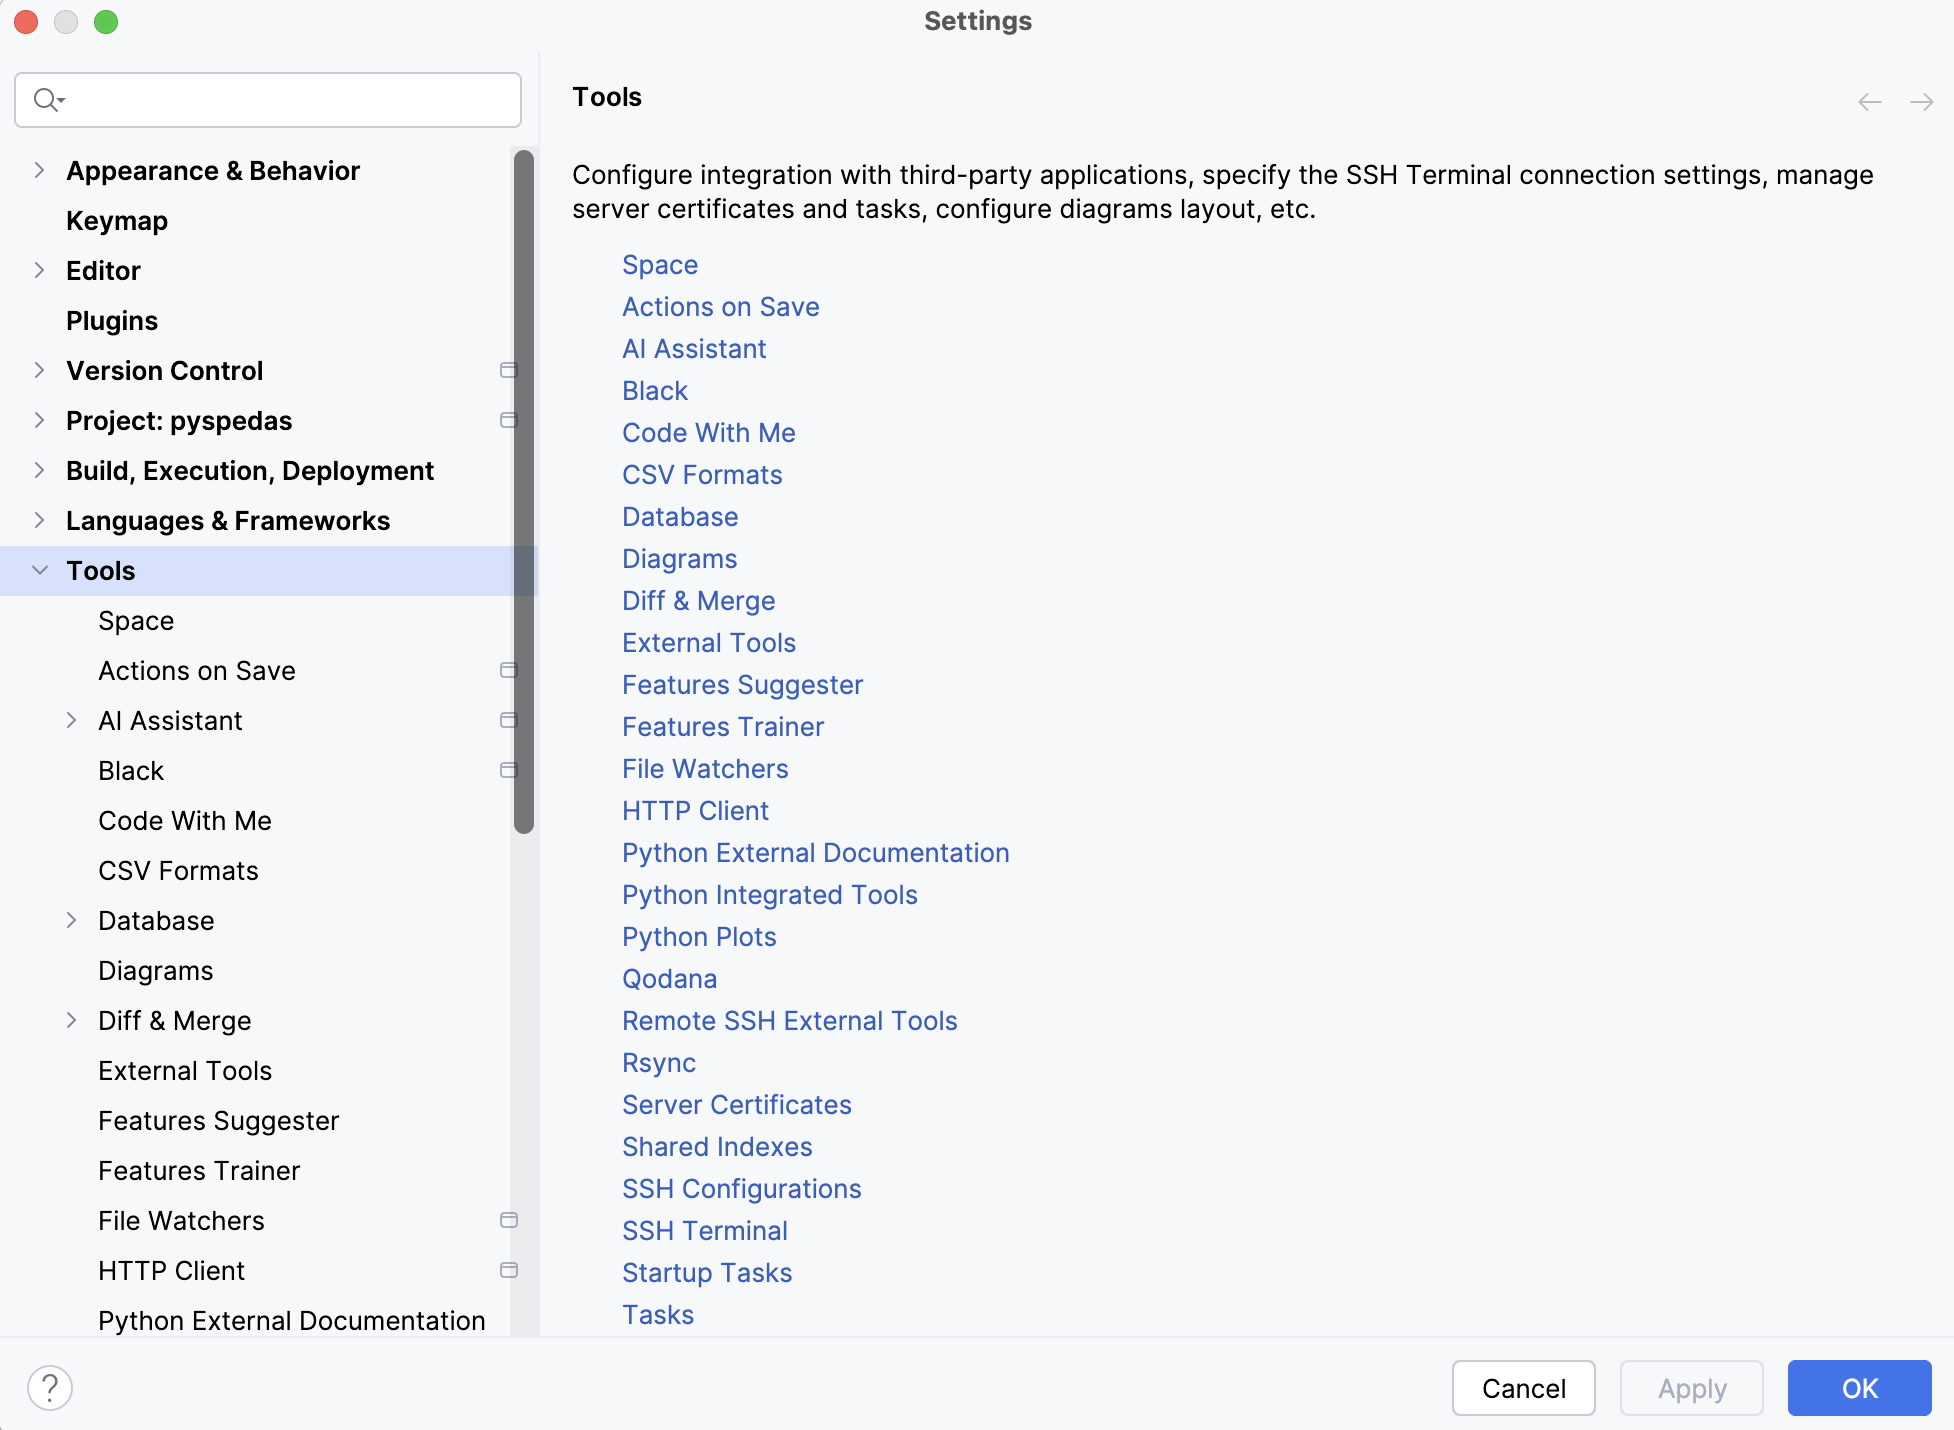 Settings
Appearance & Behavior
Keymap
Editor
Plugins
Version Control
Project: pyspedas
Build, Execution, Deployment
Languages & Frameworks
Tools
Space
Actions on Save
AI Assistant
Black
Code With Me
CSV Formats
Database
Diagrams
Diff & Merge
External Tools
Features Suggester
Features Trainer
File Watchers
HTTP Client
Python External Documentation
Tools
Configure integration with third-party applications, specify the SSH Terminal connection settings, manage
server certificates and tasks, configure diagrams layout, etc.
Space
Actions on Save
AI Assistant
Black
Code With Me
CSV Formats
Database
Diagrams
Diff & Merge
External Tools
Features Suggester
Features Trainer
File Watchers
HTTP Client
Python External Documentation
Python Integrated Tools
Python Plots
Qodana
Remote SSH External Tools
Rsync
Server Certificates
Shared Indexes
SSH Configurations
SSH Terminal
Startup Tasks
Tasks
?
Cancel
Apply
OK